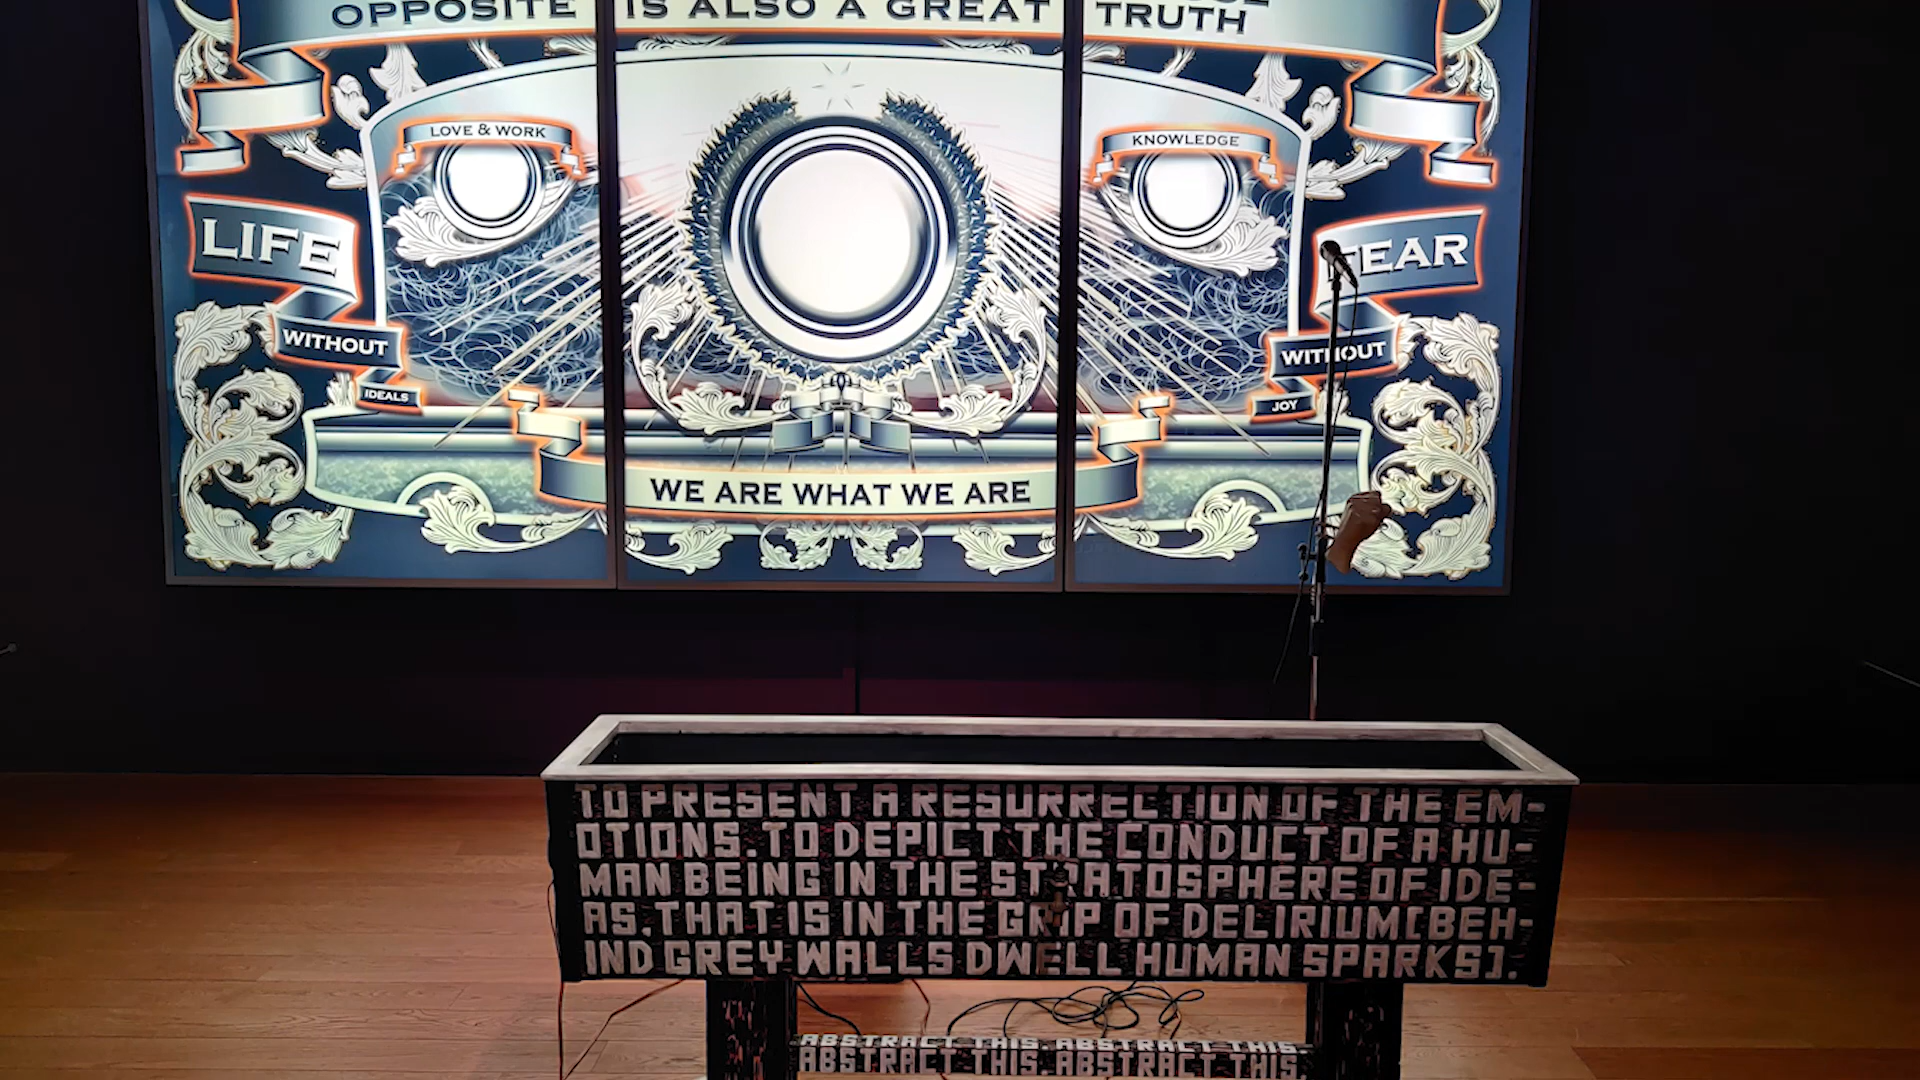 OPPOSITE IS ALSO A GREAT TRUTH
LOVE & WORK
KNOWLEDGE
LIFE
WITHOUT
IDEALS
FEAR
WITHOUT
JOY
WE ARE WHAT WE ARE
TO PRESENT A RESURRECTION OF THE EM-
OTIONS. TO DEPICT THE CONDUCT OF A HU-
MAN BEING IN THE STRATOSPHERE OF IDE-
AS. THAT IS IN THE GRIP OF DELIRIUM [BEH-
IND GREY WALLS DWELL HUMAN SPARKS].
ABSTRACT THIS. ABSTRACT THIS.
ABSTRACT THIS. ABSTRACT THIS.